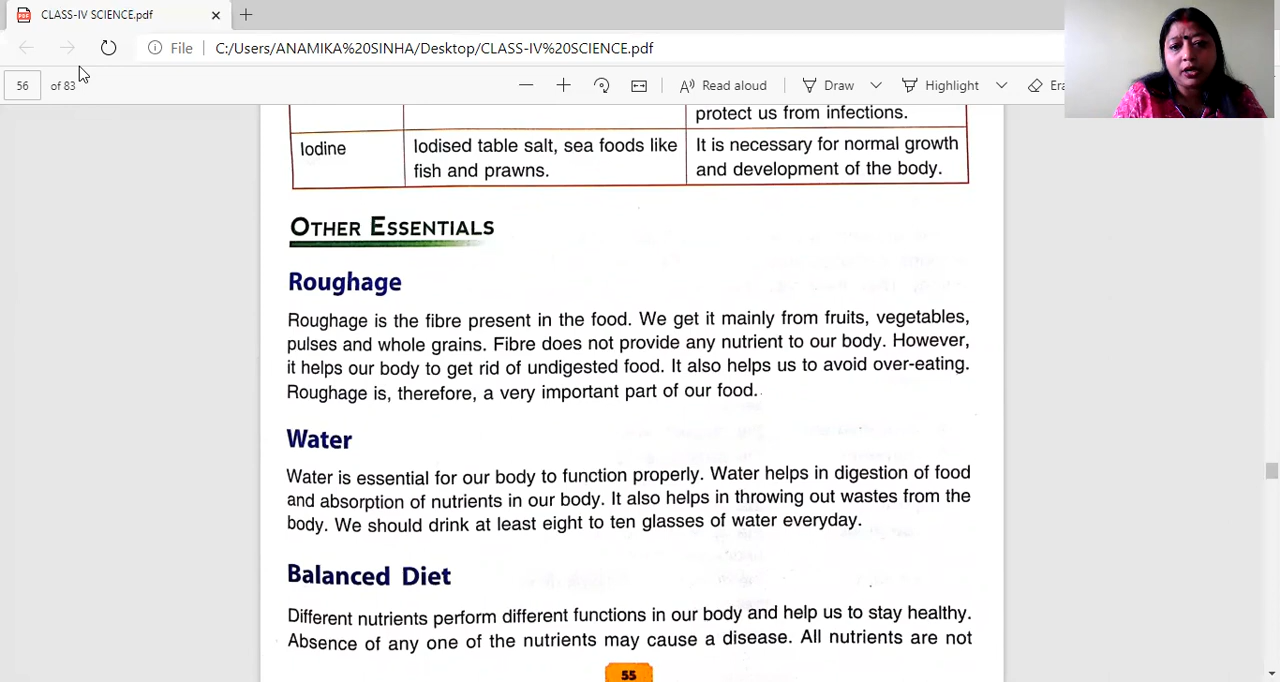 CLASS-IV SCIENCE.pdf
File
C:/Users/ANAMIKA%20SINHA/Desktop/CLASS-IV%20SCIENCE.pdf
56 of 83
Read aloud
Draw
Highlight
protect us from infections.
Iodine
Iodised table salt, sea foods like
fish and prawns.
It is necessary for normal growth
and development of the body.
OTHER ESSENTIALS
Roughage
Roughage is the fibre present in the food. We get it mainly from fruits, vegetables,
pulses and whole grains. Fibre does not provide any nutrient to our body. However,
it helps our body to get rid of undigested food. It also helps us to avoid over-eating.
Roughage is, therefore, a very important part of our food.
Water
Water is essential for our body to function properly. Water helps in digestion of food
and absorption of nutrients in our body. It also helps in throwing out wastes from the
body. We should drink at least eight to ten glasses of water everyday.
Balanced Diet
Different nutrients perform different functions in our body and help us to stay healthy.
Absence of any one of the nutrients may cause a disease. All nutrients are not
55